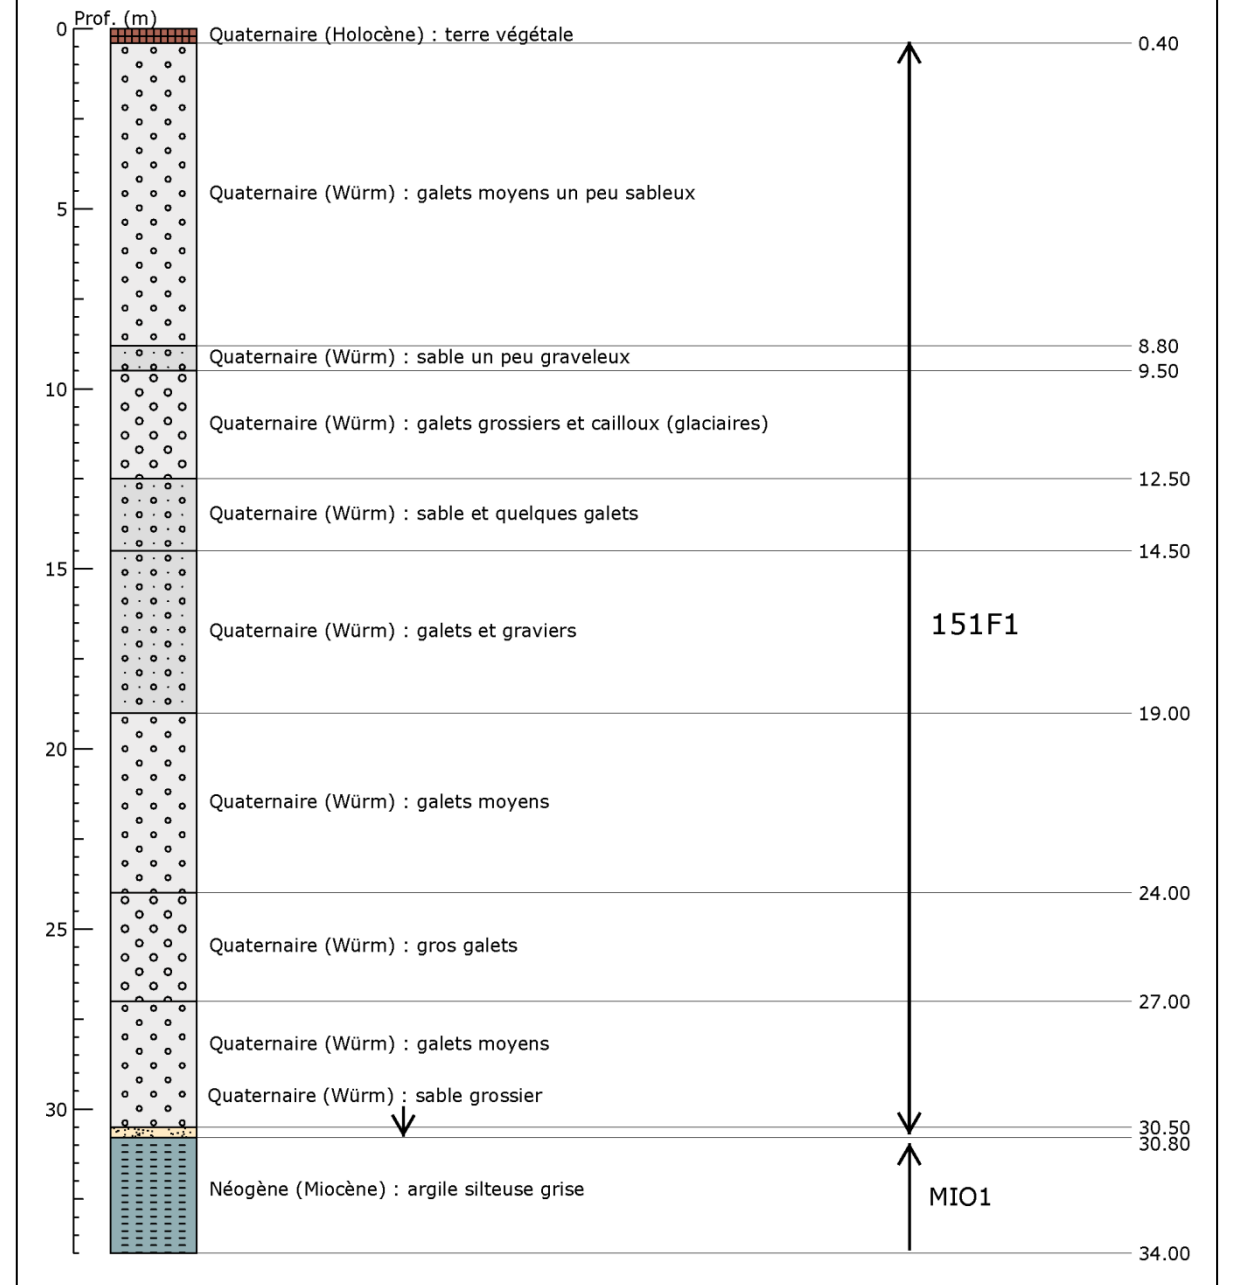 Prof. (m)
0
Quaternaire (Holocène) : terre végétale
0.40
Quaternaire (Würm) : galets moyens un peu sableux
5
8.80
Quaternaire (Würm) : sable un peu graveleux
9.50
10
Quaternaire (Würm) : galets grossiers et cailloux (glaciaires)
12.50
Quaternaire (Würm) : sable et quelques galets
14.50
15
151F1
Quaternaire (Würm) : galets et graviers
19.00
20
Quaternaire (Würm) : galets moyens
24.00
25
Quaternaire (Würm) : gros galets
27.00
Quaternaire (Würm) : galets moyens
Quaternaire (Würm) : sable grossier
30
30.50
30.80
Néogène (Miocène) : argile silteuse grise
MIO1
34.00